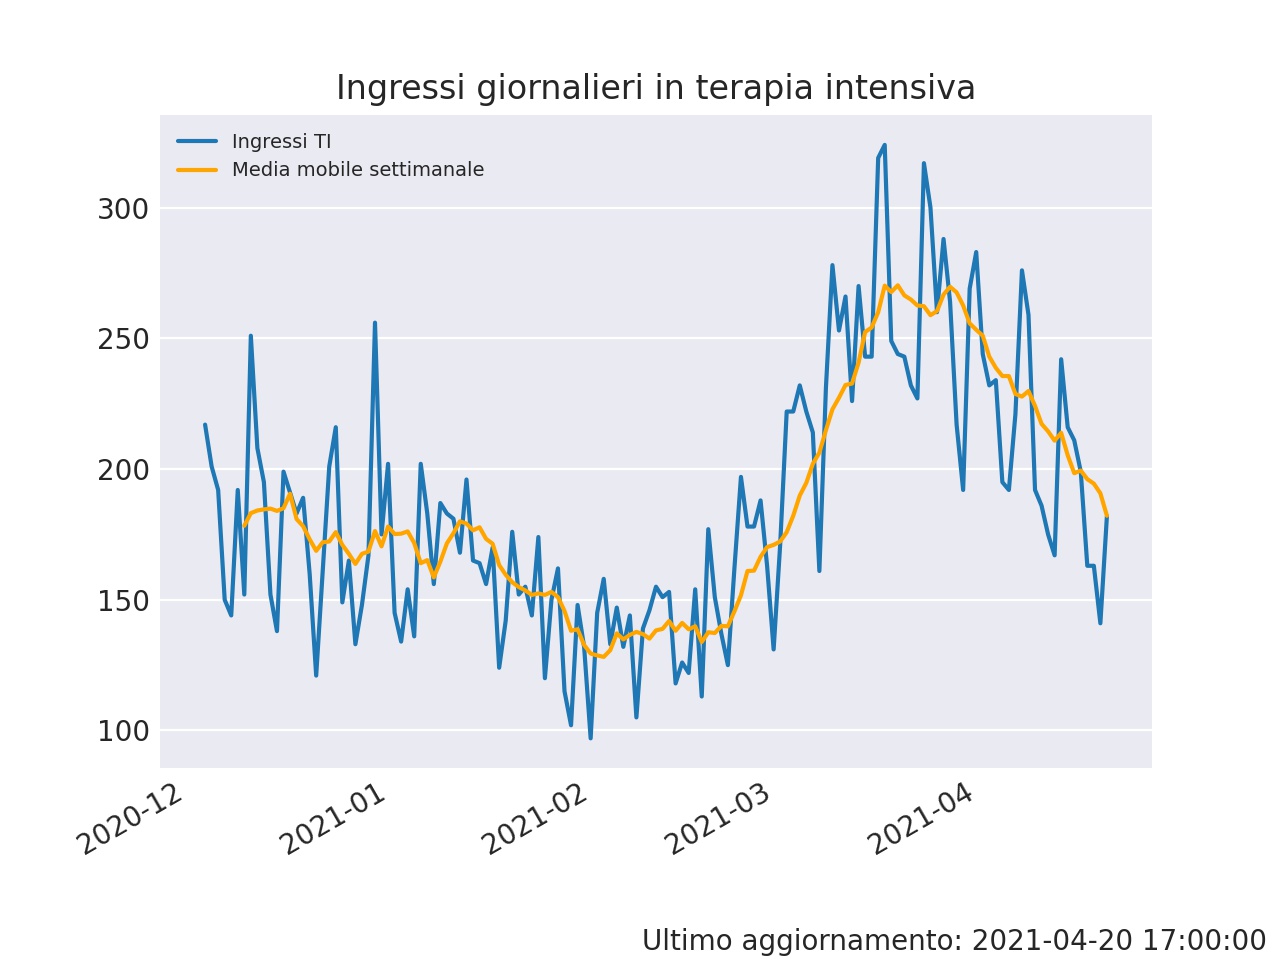 Ingressi giornalieri in terapia intensiva
Ingressi TI
Media mobile settimanale
300
250
200
150
100
2020-12
2021-01
2021-02
2021-03
2021-04
Ultimo aggiornamento: 2021-04-20 17:00:00